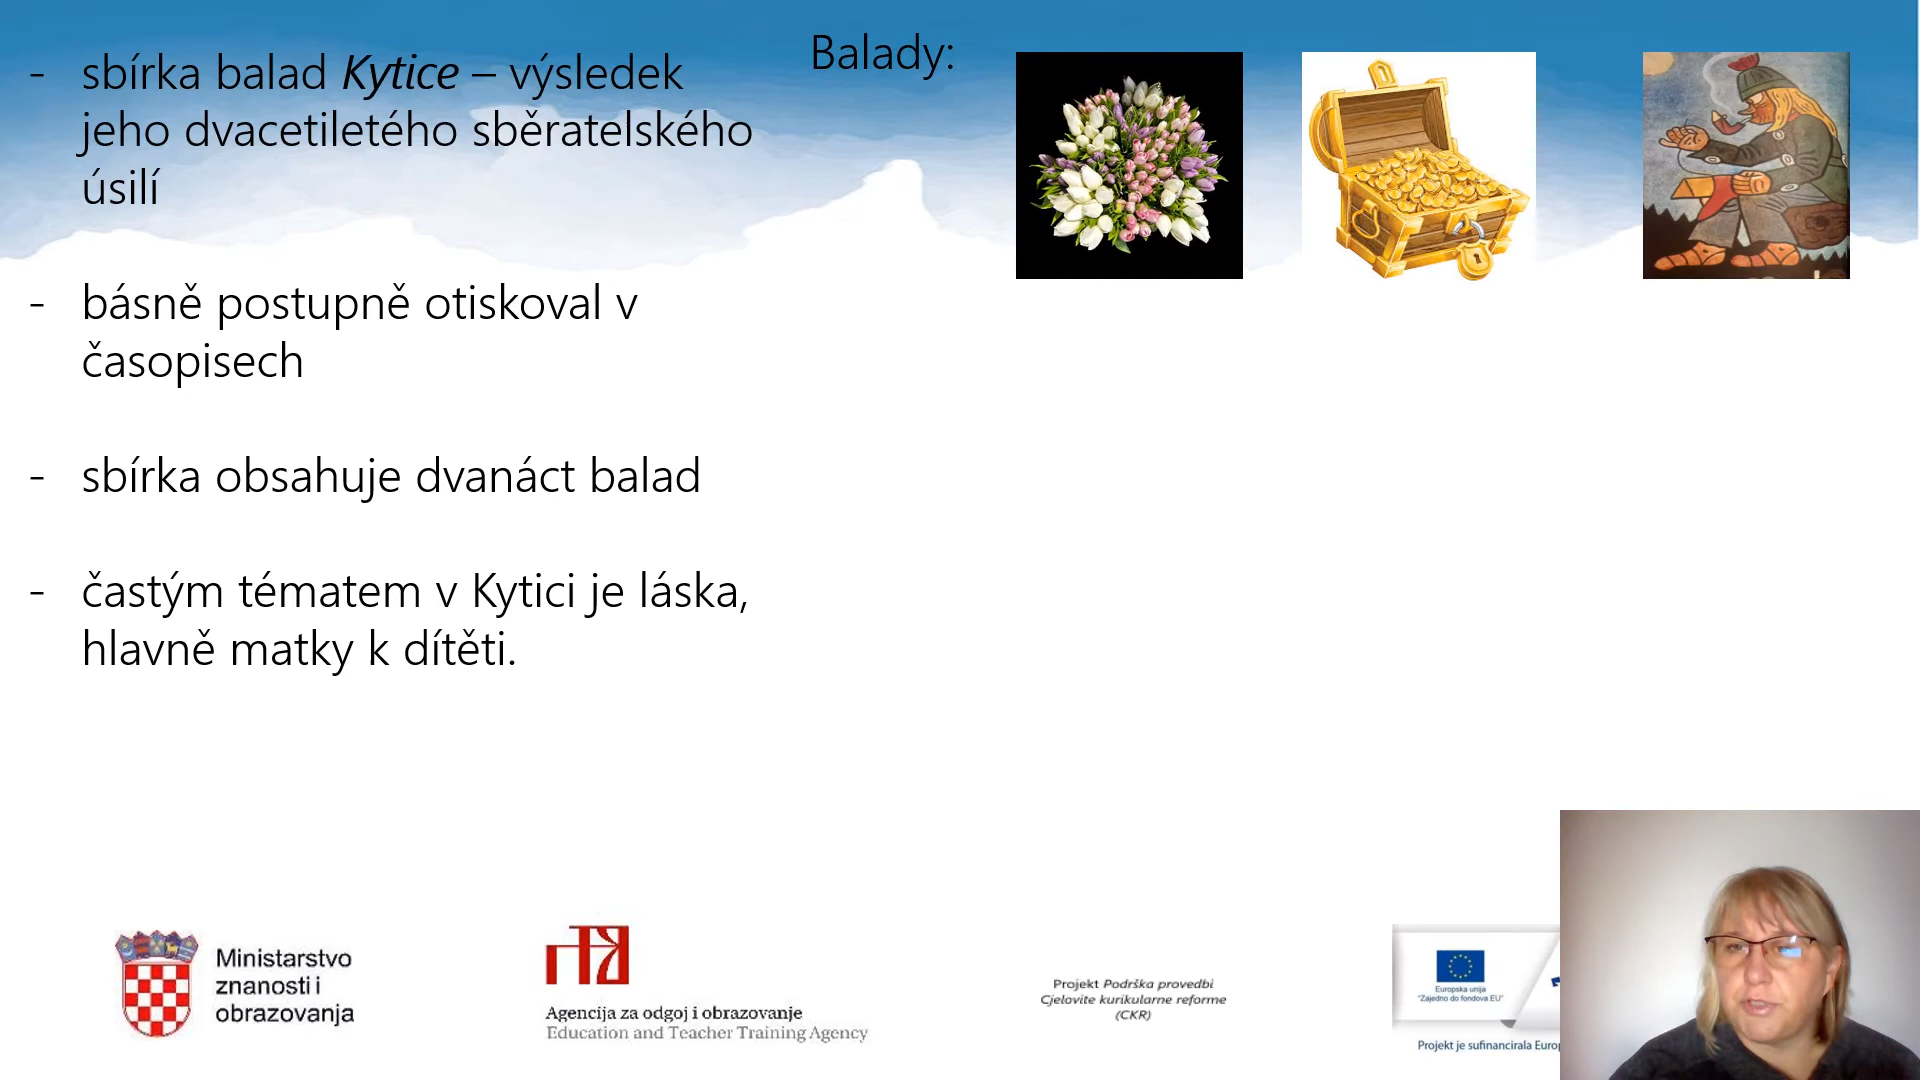 - sbírka balad Kytice – výsledek
jeho dvacetiletého sběratelského
úsilí
- básně postupně otiskoval v
časopisech
- sbírka obsahuje dvanáct balad
- častým tématem v Kytici je láska,
hlavně matky k dítěti.
Balady:
Ministarstvo
znanosti i
obrazovanja
Agencija za odgoj i obrazovanje
Education and Teacher Training Agency
Projekt Podrška provedbi
Cjelovite kurikularne reforme
(CKR)
Europska unija
"Zajedno do fondova EU"
Projekt je sufinancirala